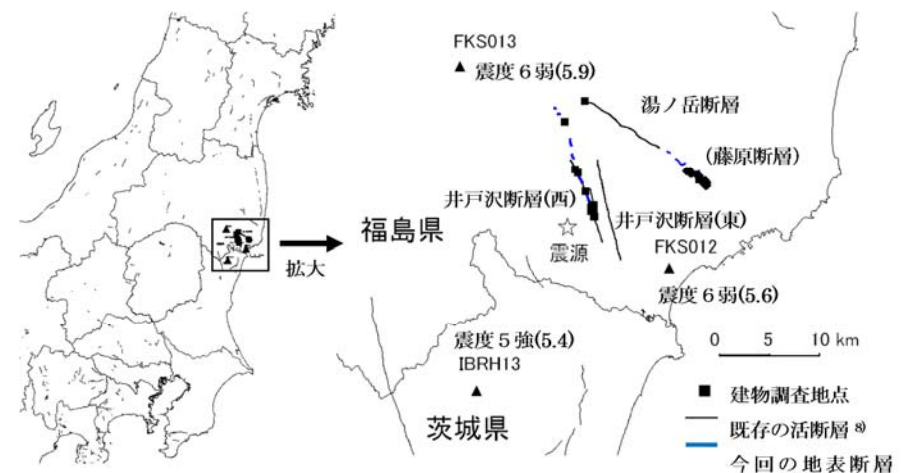 FKS013
震度6弱(5.9)
湯ノ岳断層
(藤原断層)
井戸沢断層(西)
井戸沢断層(東)
福島県
拡大
震源
FKS012
震度6弱(5.6)
震度5強(5.4)
IBRH13
茨城県
0 5 10 km
建物調査地点
既存の活断層 8)
今回の地表断層